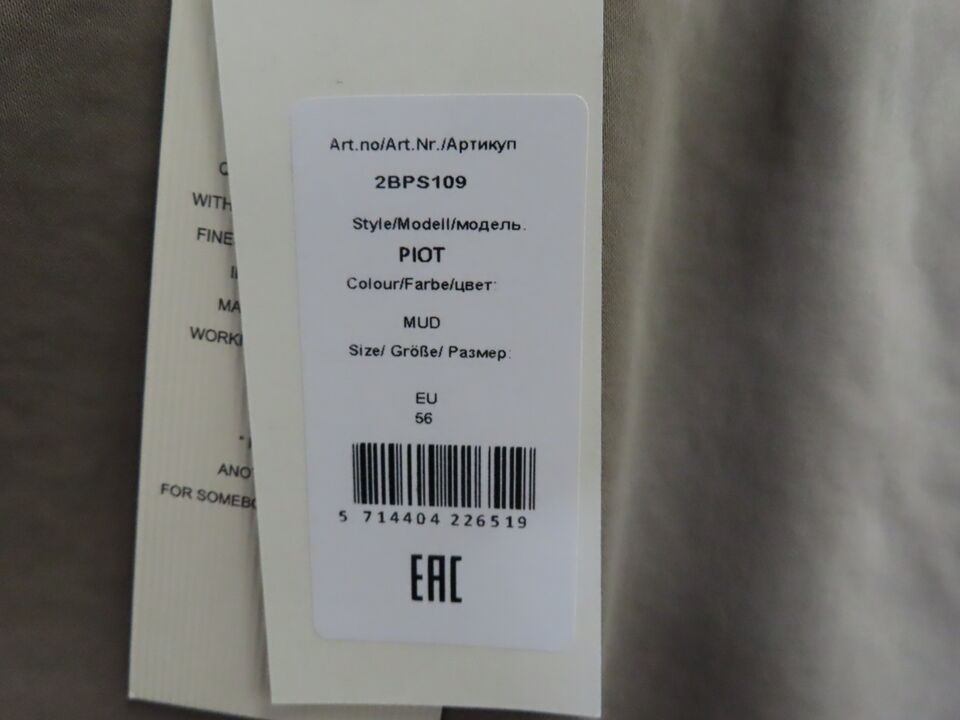 Art.no/Art.Nr./Артикул
2BPS109
Style/Modell/модель:
PIOT
Colour/Farbe/цвет:
MUD
Size/ Größe/ Размер:
EU
56
5 714404 226519
EAC
WITH
FINE
MA
WORKI
ANO
FOR SOMEBO